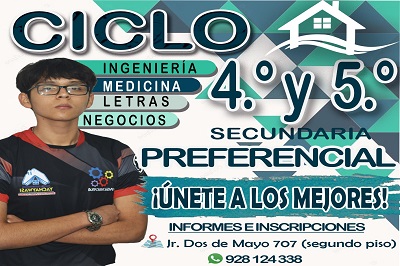 CICLO
INGENIERÍA
MEDICINA
LETRAS
NEGOCIOS
4.º y 5.º
SECUNDARIA
PREFERENCIAL
¡ÚNETE A LOS MEJORES!
INFORMES E INSCRIPCIONES
Jr. Dos de Mayo 707 (segundo piso)
928 124 338